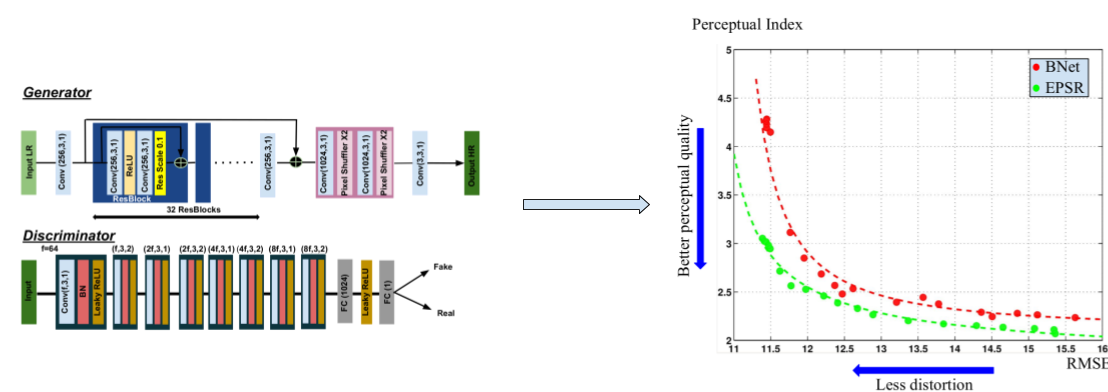 Perceptual Index
Generator
Input LR
Conv (256,3,1)
Conv(256,3,1)
ReLU
Conv(256,3,1)
Res Scale 0.1
ResBlock
Conv(256,3,1)
Conv(1024,3,1)
Pixel Shuffler X2
Conv(1024,3,1)
Pixel Shuffler X2
Conv(3,3,1)
Output HR
32 ResBlocks
Discriminator
f=64
(f,3,2)
(2f,3,1)
(2f,3,2)
(4f,3,1)
(4f,3,2)
(8f,3,1)
(8f,3,2)
Input
Conv(f,3,1)
BN
Leaky ReLU
FC (1024)
Leaky ReLU
FC (1)
Fake
Real
BNet
EPSR
Better perceptual quality
5
4.5
4
3.5
3
2.5
2
11 11.5 12 12.5 13 13.5 14 14.5 15 15.5 16
RMSE
Less distortion